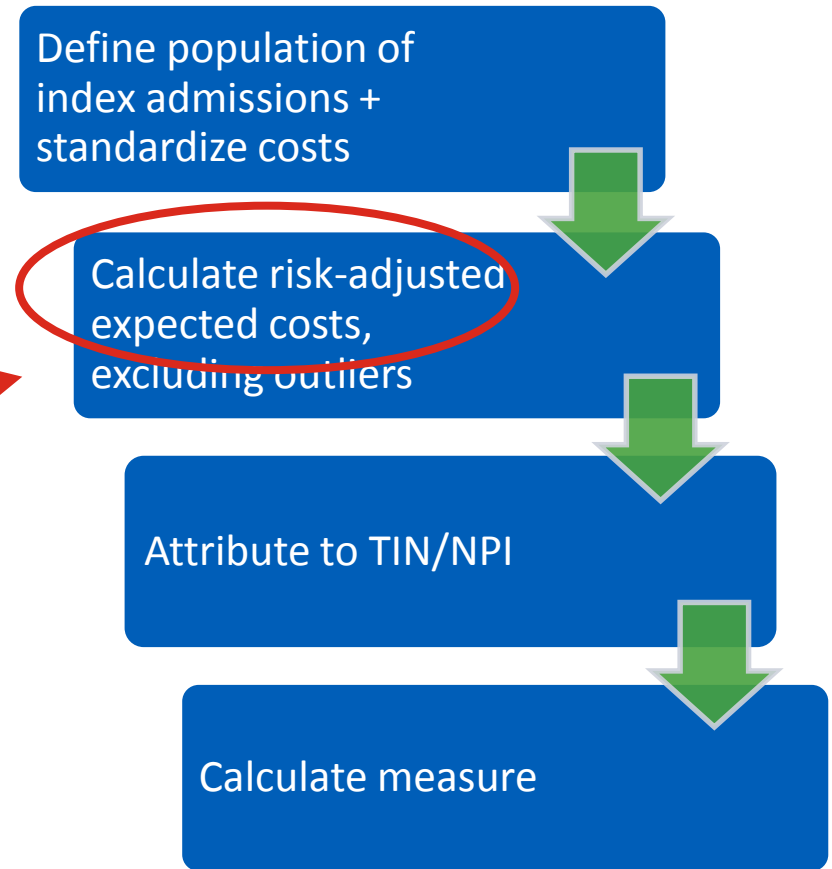 Define population of
index admissions +
standardize costs
Calculate risk-adjusted
expected costs,
excluding outliers
Attribute to TIN/NPI
Calculate measure